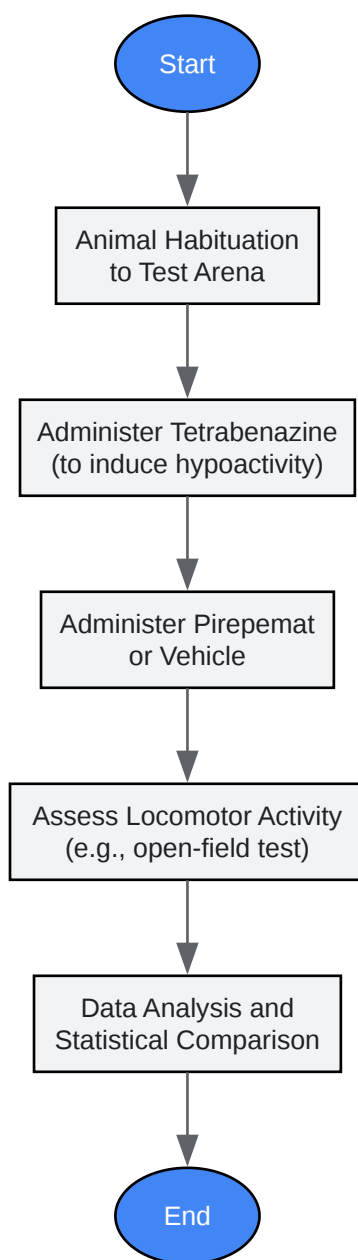 Start
Animal Habituation
to Test Arena
Administer Tetrabenazine
(to induce hypoactivity)
Administer Pirepemat
or Vehicle
Assess Locomotor Activity
(e.g., open-field test)
Data Analysis and
Statistical Comparison
End